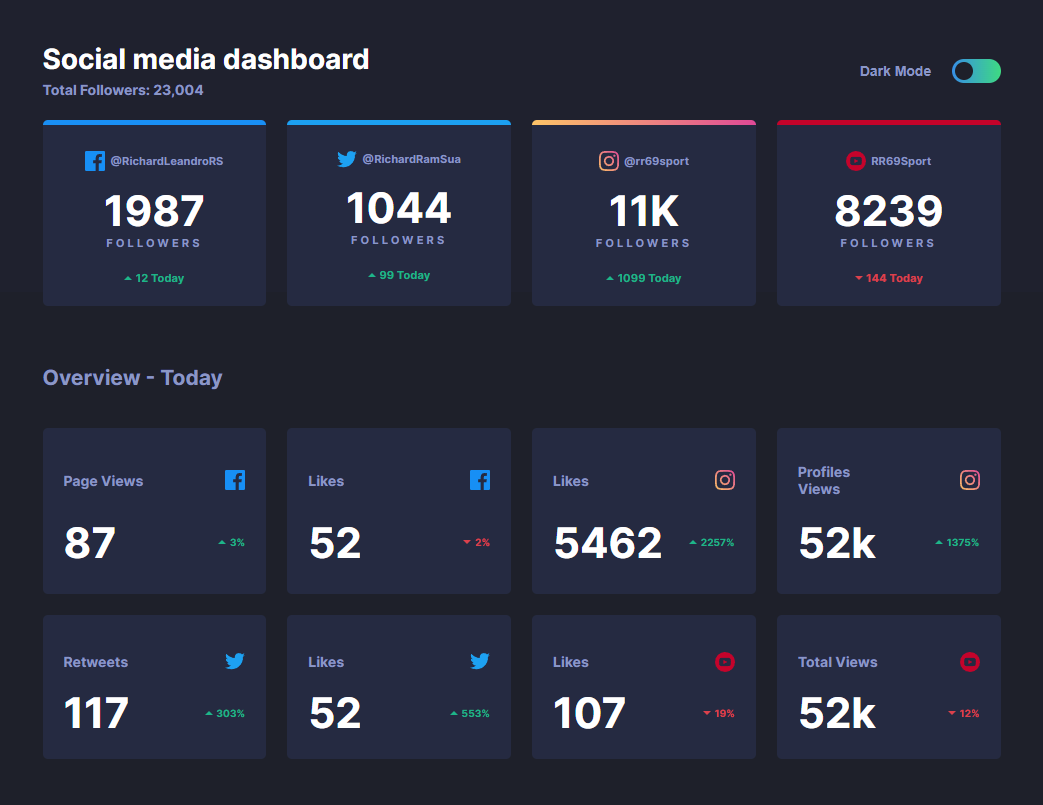 Social media dashboard
Total Followers: 23,004
Dark Mode
@RichardLeandroRS
1987
FOLLOWERS
12 Today
@RichardRamSua
1044
FOLLOWERS
99 Today
@rr69sport
11K
FOLLOWERS
1099 Today
RR69Sport
8239
FOLLOWERS
144 Today
Overview - Today
Page Views
87
3%
Likes
52
2%
Likes
5462
2257%
Profiles
Views
52k
1375%
Retweets
117
303%
Likes
52
553%
Likes
107
19%
Total Views
52k
12%